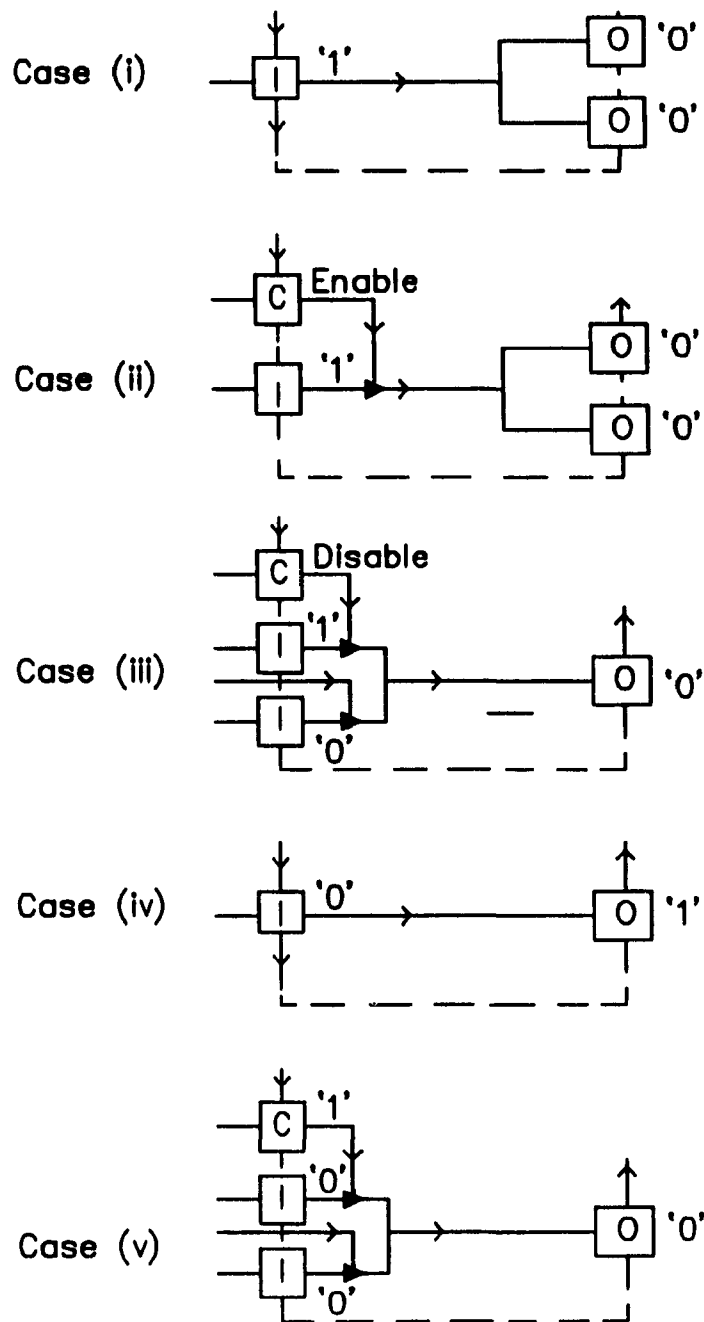 O '0'
Case (i) I '1'
O '0'
C Enable
O '0'
Case (ii) I '1'
O '0'
C Disable
I '1'
Case (iii) O '0'
I '0'
Case (iv) I '0' O '1'
C '1'
I '0'
Case (v) O '0'
I '0'